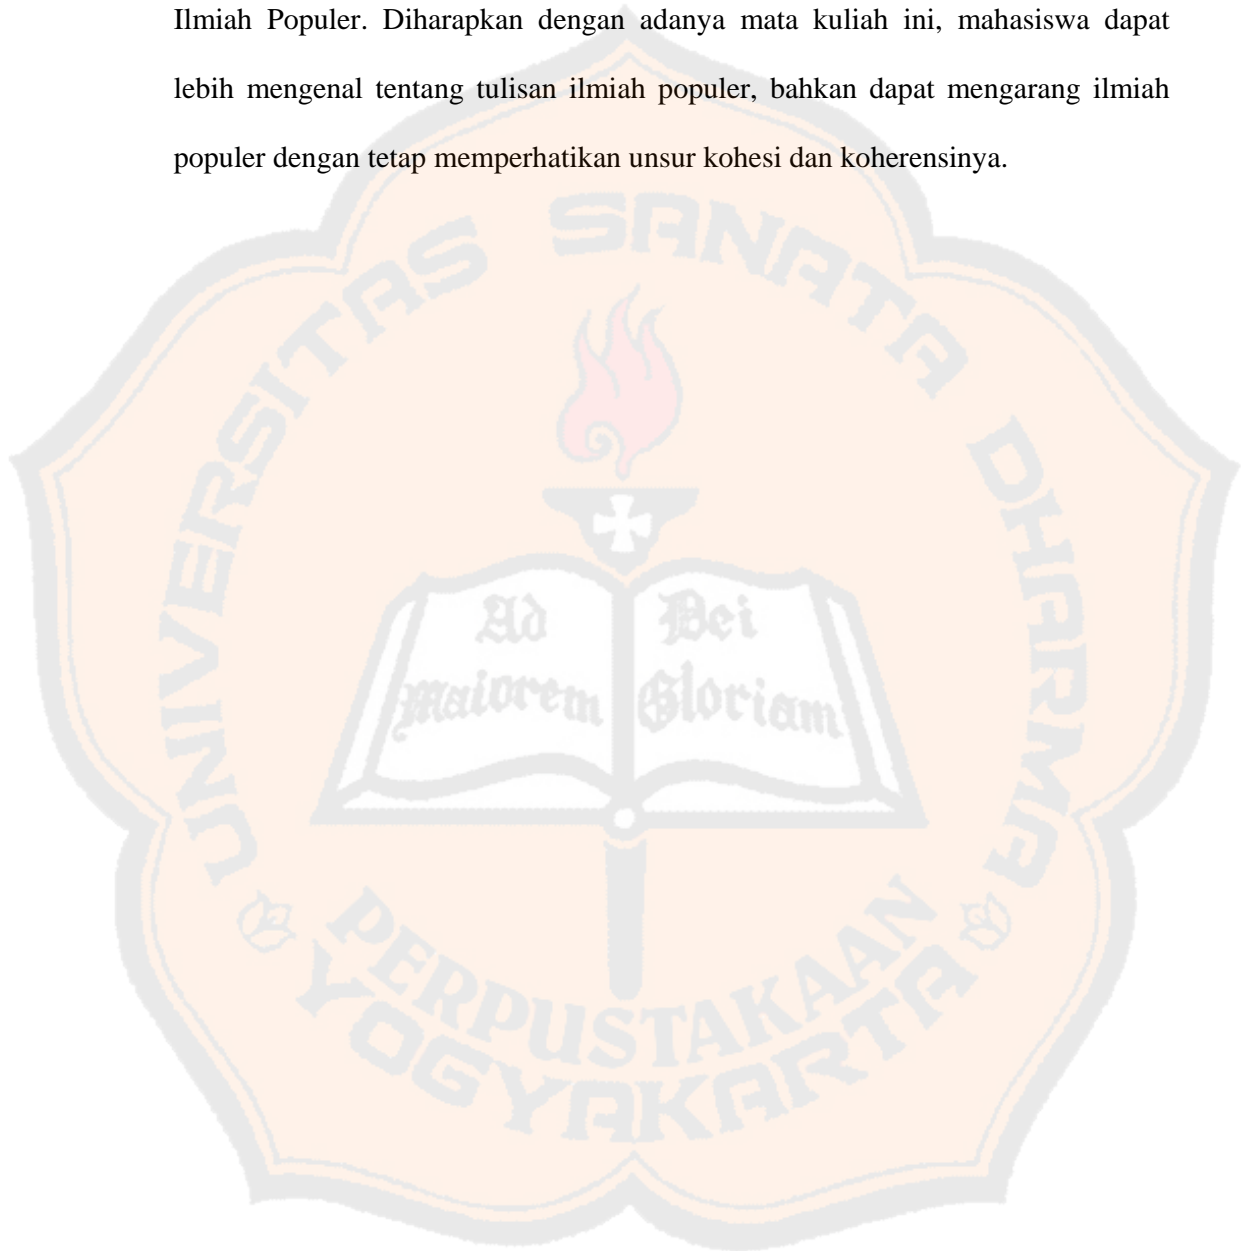 Ilmiah Populer. Diharapkan dengan adanya mata kuliah ini, mahasiswa dapat
lebih mengenal tentang tulisan ilmiah populer, bahkan dapat mengarang ilmiah
populer dengan tetap memperhatikan unsur kohesi dan koherensinya.
UNIVERSITAS SANATA DHARMA
Ad Dei
Maiorem Gloriam
PERPUSTAKAAN
YOGYAKARTA